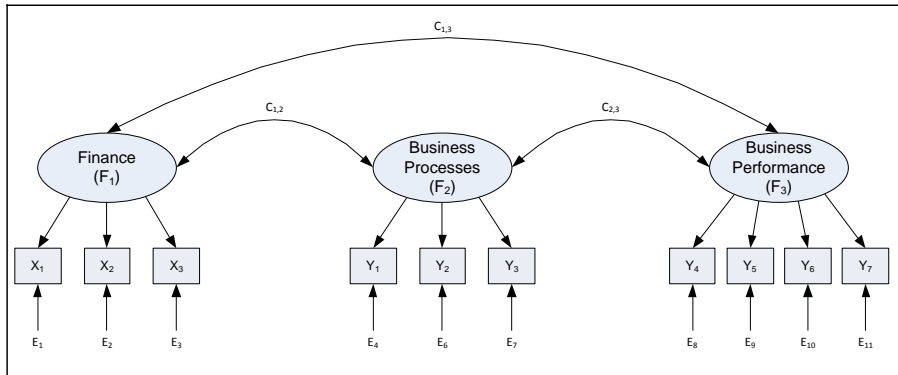 C1,3
C1,2
C2,3
Finance
(F1)
Business
Processes
(F2)
Business
Performance
(F3)
X1 X2 X3 Y1 Y2 Y3 Y4 Y5 Y6 Y7
E1 E2 E3 E4 E6 E7 E8 E9 E10 E11